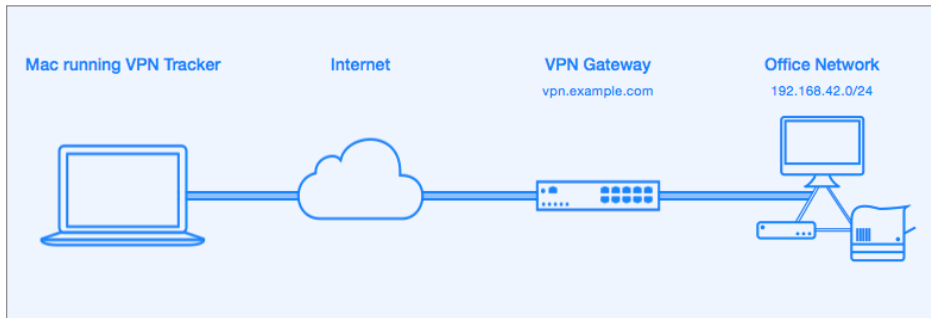 Mac running VPN Tracker
Internet
VPN Gateway
vpn.example.com
Office Network
192.168.42.0/24